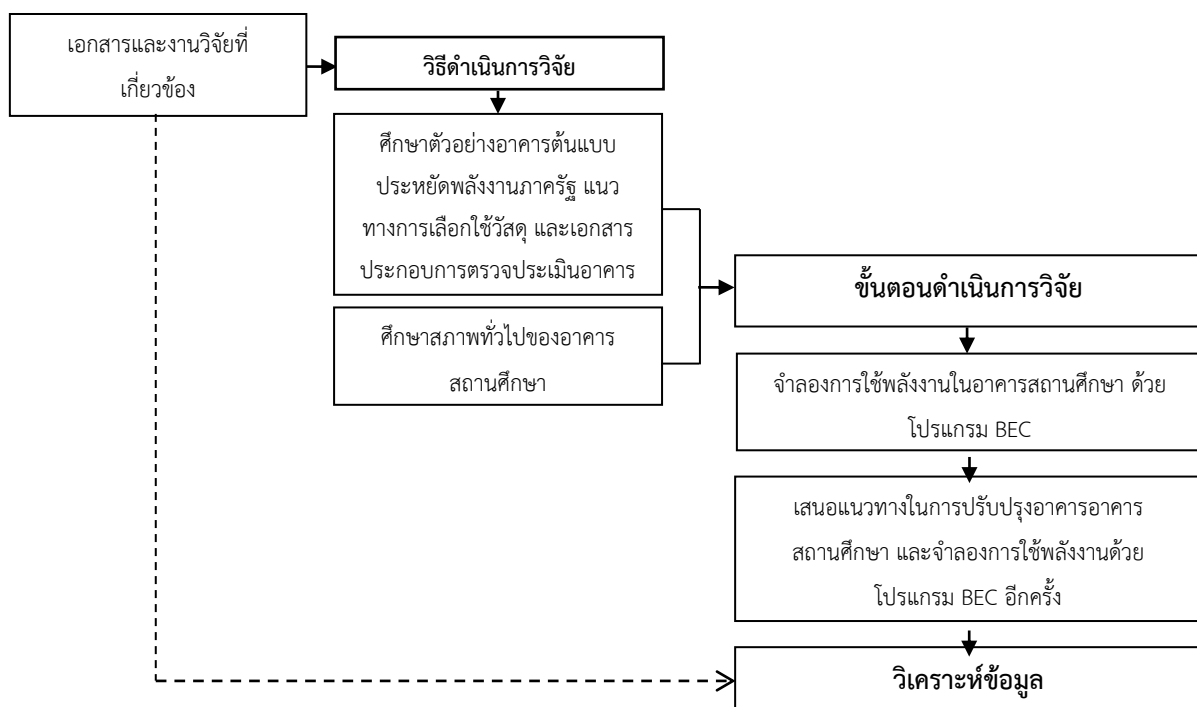 เอกสารและงานวิจัยที่
เกี่ยวข้อง
วิธีดำเนินการวิจัย
ศึกษาตัวอย่างอาคารต้นแบบ
ประหยัดพลังงานภาครัฐ แนว
ทางการเลือกใช้วัสดุ และเอกสาร
ประกอบการตรวจประเมินอาคาร
ศึกษาสภาพทั่วไปของอาคาร
สถานศึกษา
ขั้นตอนดำเนินการวิจัย
จำลองการใช้พลังงานในอาคารสถานศึกษา ด้วย
โปรแกรม BEC
เสนอแนวทางในการปรับปรุงอาคารอาคาร
สถานศึกษา และจำลองการใช้พลังงานด้วย
โปรแกรม BEC อีกครั้ง
วิเคราะห์ข้อมูล